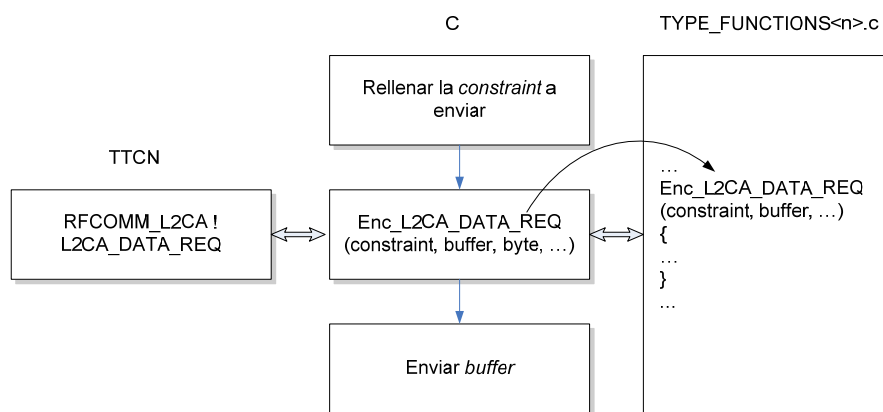 C
TYPE_FUNCTIONS<n>.c
Rellenar la constraint a
enviar
TTCN
RFCOMM_L2CA !
L2CA_DATA_REQ
Enc_L2CA_DATA_REQ
(constraint, buffer, byte, …)
…
Enc_L2CA_DATA_REQ
(constraint, buffer, …)
{
…
}
…
Enviar buffer